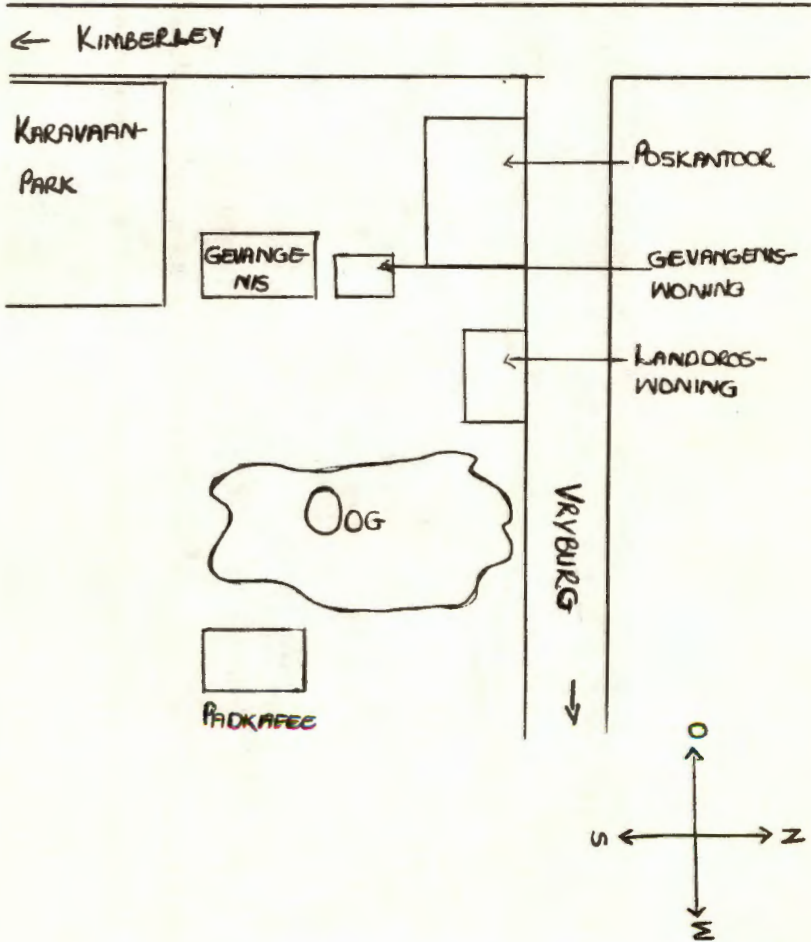 ← KIMBERLEY
KARAVAAN-
PARK
POSKANTOOR
GEVANGE-
NIS
GEVANGENIS-
WONING
LANDDROS-
WONING
OOG
VRYBURG →
PADKAFEE
O
S
N
W